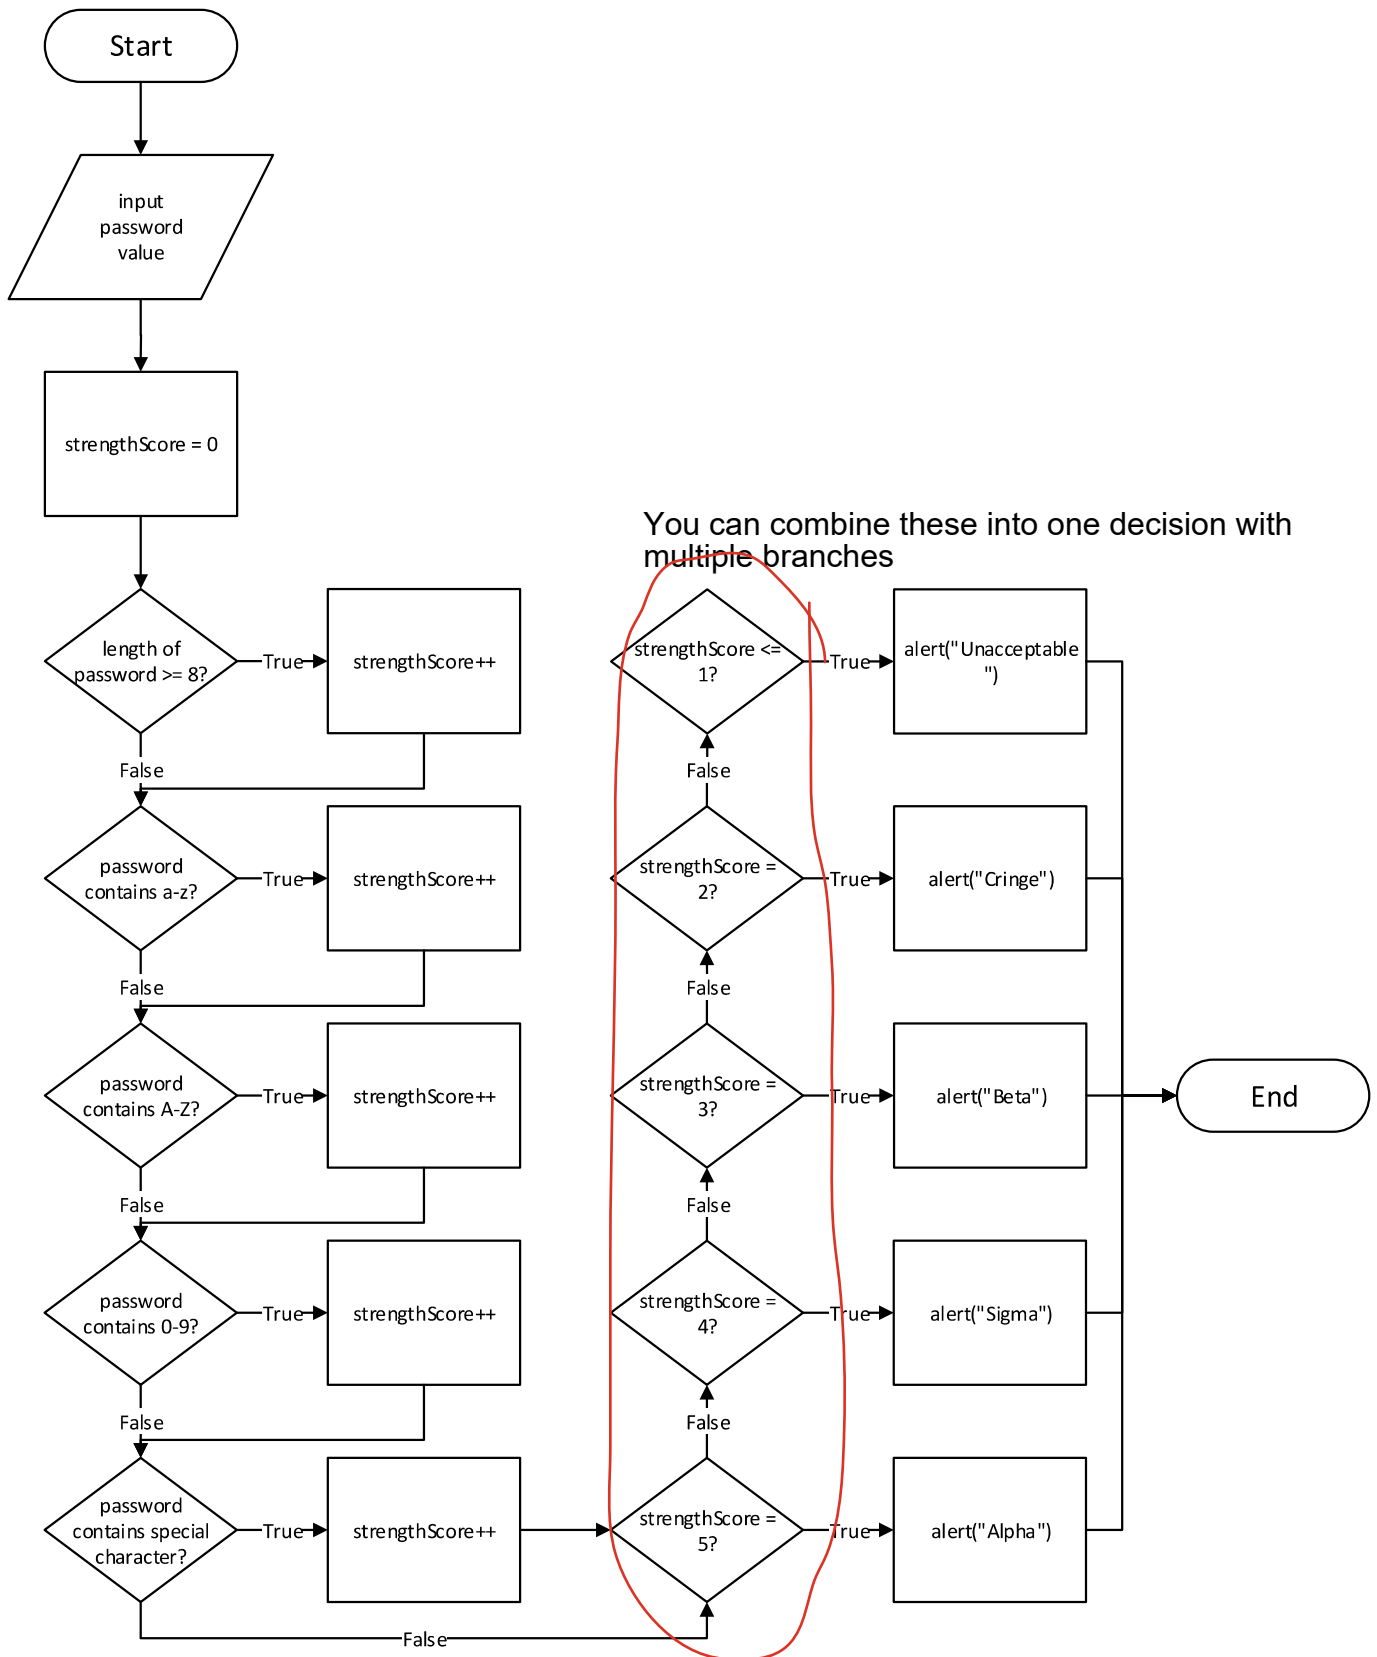 Start
input
password
value
strengthScore = 0
You can combine these into one decision with
multiple branches
length of
password >= 8?
True
strengthScore++
False
password
contains a-z?
True
strengthScore++
False
password
contains A-Z?
True
strengthScore++
False
password
contains 0-9?
True
strengthScore++
False
password
contains special
character?
True
strengthScore++
False
strengthScore =
5?
True
alert("Alpha")
False
strengthScore =
4?
True
alert("Sigma")
False
strengthScore =
3?
True
alert("Beta")
False
strengthScore =
2?
True
alert("Cringe")
False
strengthScore <=
1?
True
alert("Unacceptable
")
End